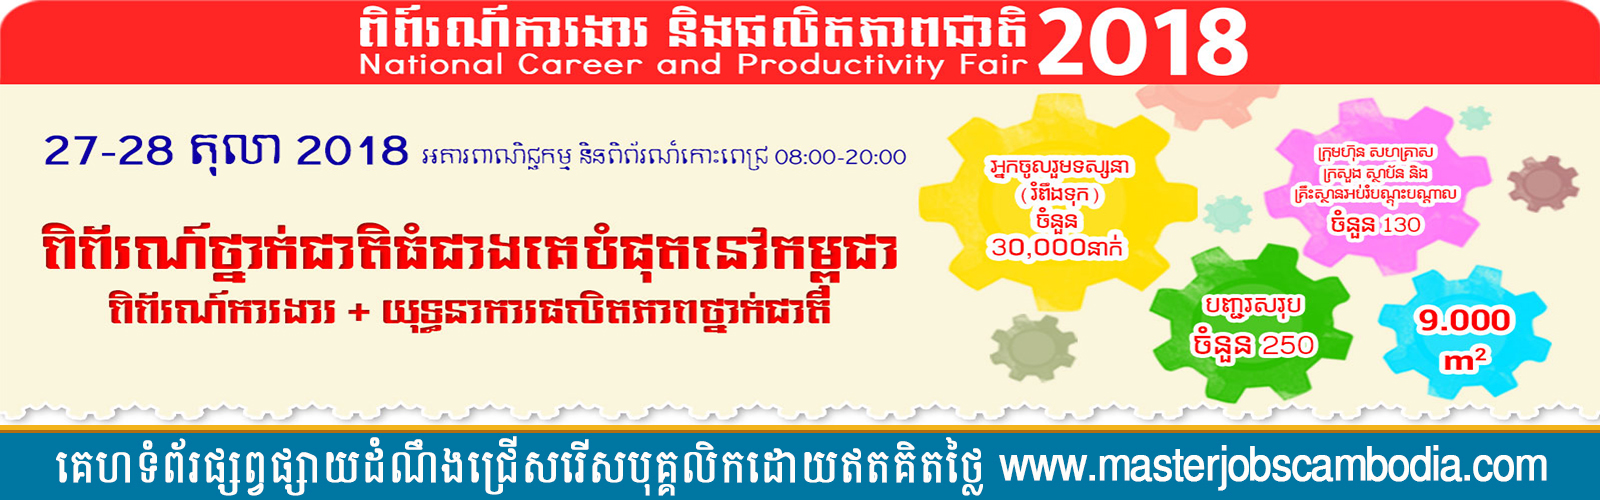 ពិព័រណ៍ការងារ និងផលិតភាពជាតិ 2018
National Career and Productivity Fair
27-28 តុលា 2018 អគារពាណិជ្ជកម្ម និនពិព័រណ៌កោះពេជ្រ 08:00-20:00
ពិព័រណ៍ថ្នាក់ជាតិធំជាងគេបំផុតនៅកម្ពុជា
ពិព័រណ៍ការងារ + យុទ្ធនាការផលិតភាពថ្នាក់ជាតិ
អ្នកចូលរួមទស្សនា
(រំពឹងទុក)
ចំនួន
30,000នាក់
ក្រុមហ៊ុន សហគ្រាស
ក្រសួង ស្ថាប័ន និង
គ្រឹះស្ថានអប់រំបណ្តុះបណ្តាល
ចំនួន 130
បញ្ជរសរុប
ចំនួន 250
9.000
m²
គេហទំព័រផ្សព្វផ្សាយដំណឹងជ្រើសរើសបុគ្គលិកដោយឥតគិតថ្លៃ www.masterjobscambodia.com